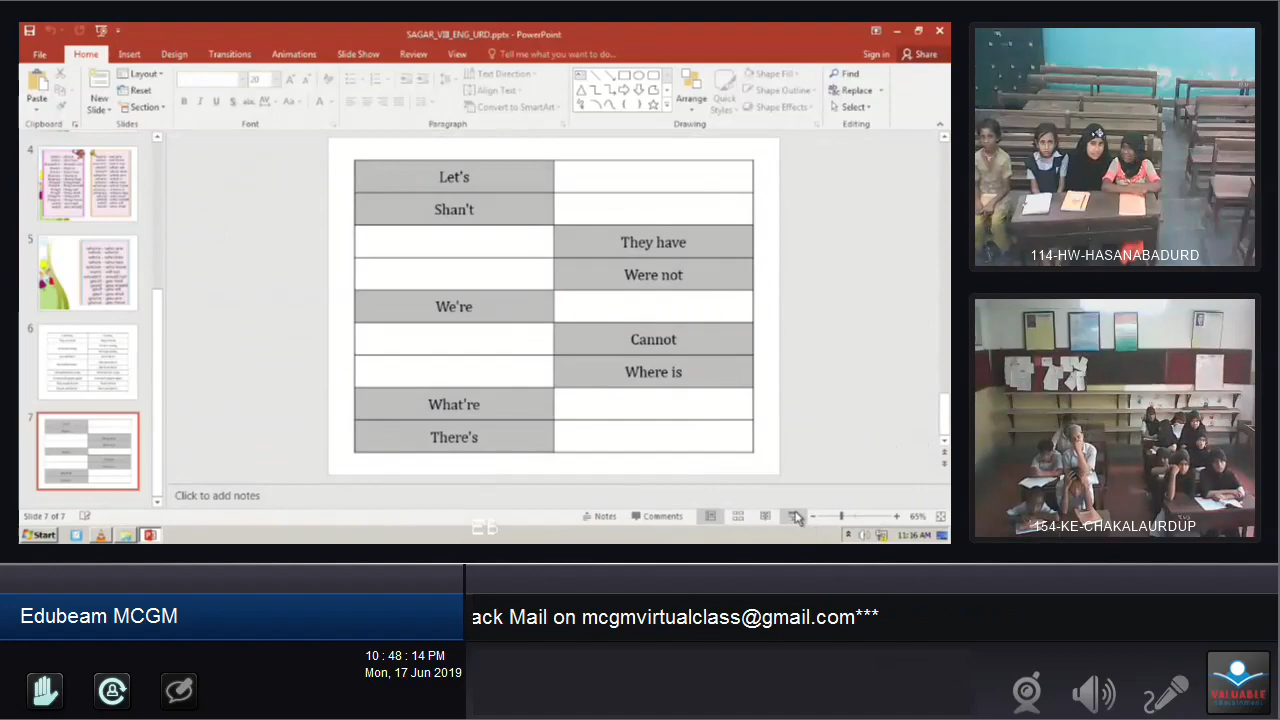 SAGAR_VIII_ENG_URD.pptx - PowerPoint
File Home Insert Design Transitions Animations Slide Show Review View Tell me what you want to do... Sign in Share
Paste
Clipboard
New Slide
Layout
Reset
Section
Slides
20
Font
Text Direction
Align Text
Convert to SmartArt
Paragraph
Arrange
Quick Styles
Shape Fill
Shape Outline
Shape Effects
Drawing
Find
Replace
Select
Editing
4
5
6
7
Let's
Shan't
They have
Were not
We're
Cannot
Where is
What're
There's
Click to add notes
Slide 7 of 7
Notes Comments 65%
Start
11:16 AM
114-HW-HASANABADURD
154-KE-CHAKALAURDUP
Edubeam MCGM
ack Mail on mcgmvirtualclass@gmail.com***
10 : 48 : 14 PM
Mon, 17 Jun 2019
VALUABLE